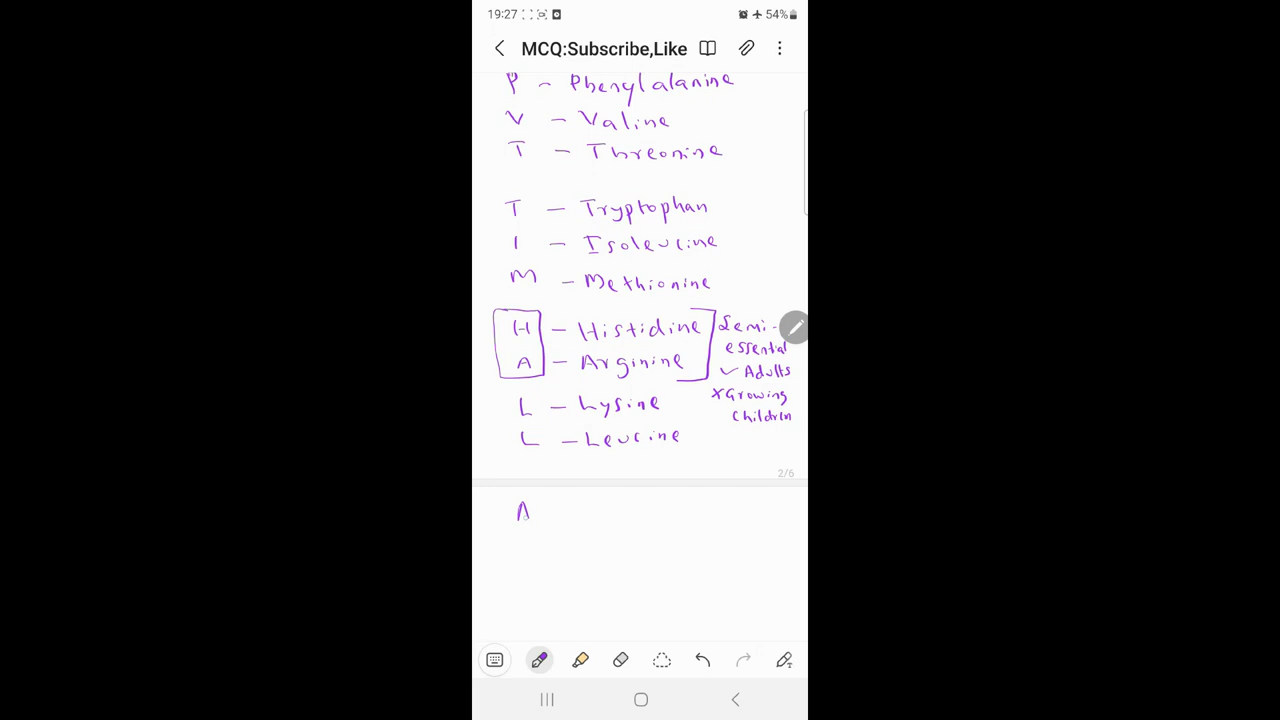 19:27 54%
MCQ:Subscribe,Like
P - Phenylalanine
V - Valine
T - Threonine
T - Tryptophan
I - Isoleucine
M - Methionine
H - Histidine
A - Arginine
Semi-
essential
✓ Adults
x Growing
children
L - Lysine
L - Leucine
2/6
A